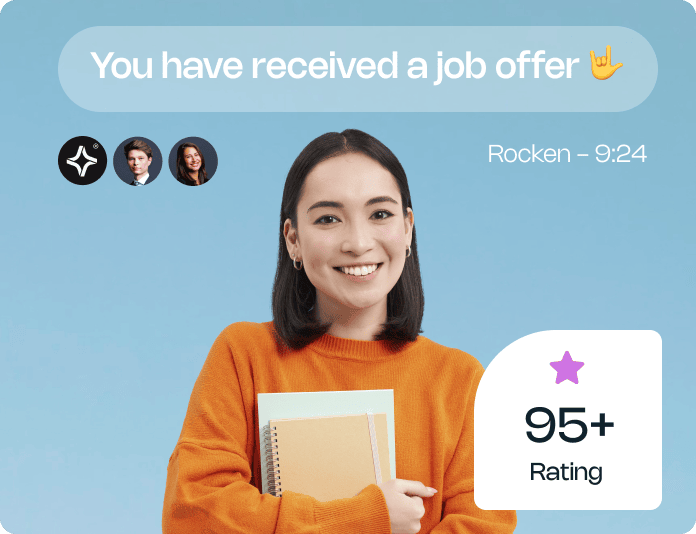 You have received a job offer 🤟
Rocken – 9:24
95+
Rating